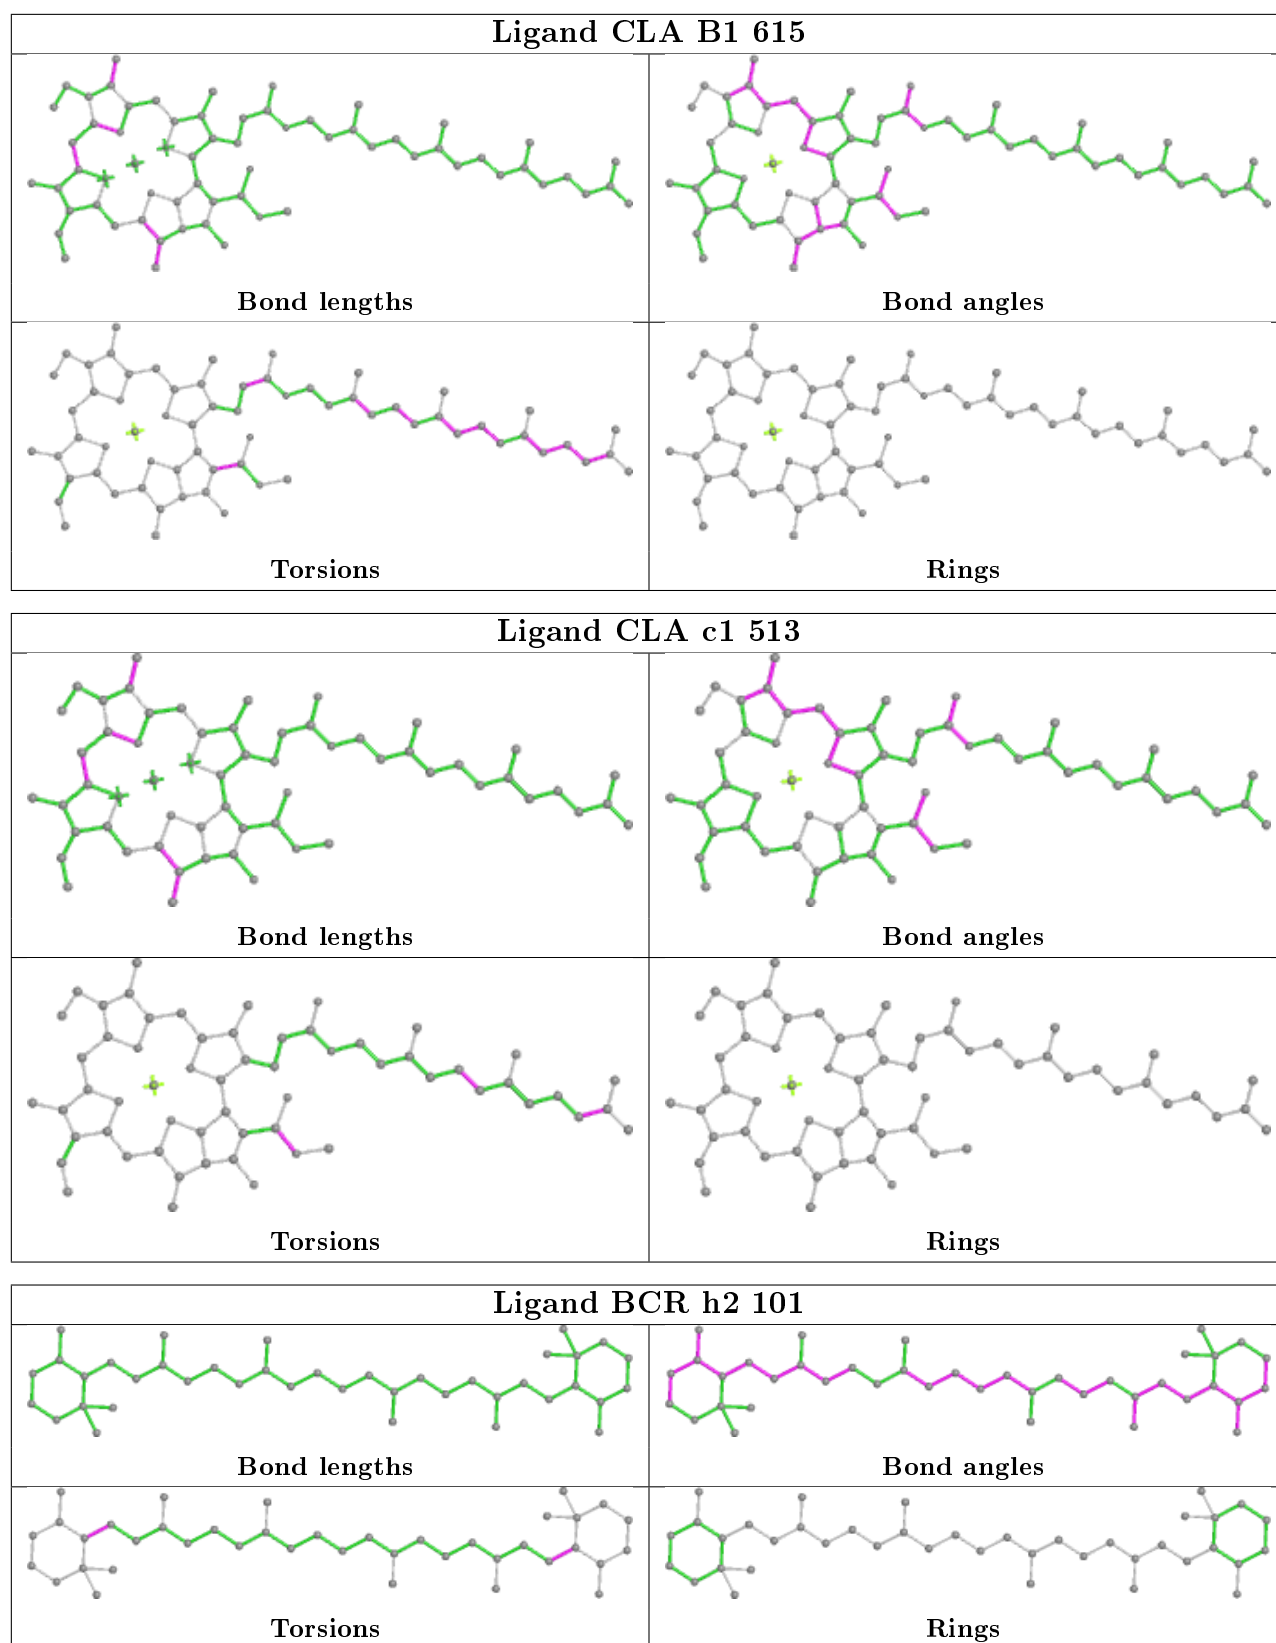 Ligand CLA B1 615
Bond lengths
Bond angles
Torsions
Rings
Ligand CLA c1 513
Bond lengths
Bond angles
Torsions
Rings
Ligand BCR h2 101
Bond lengths
Bond angles
Torsions
Rings